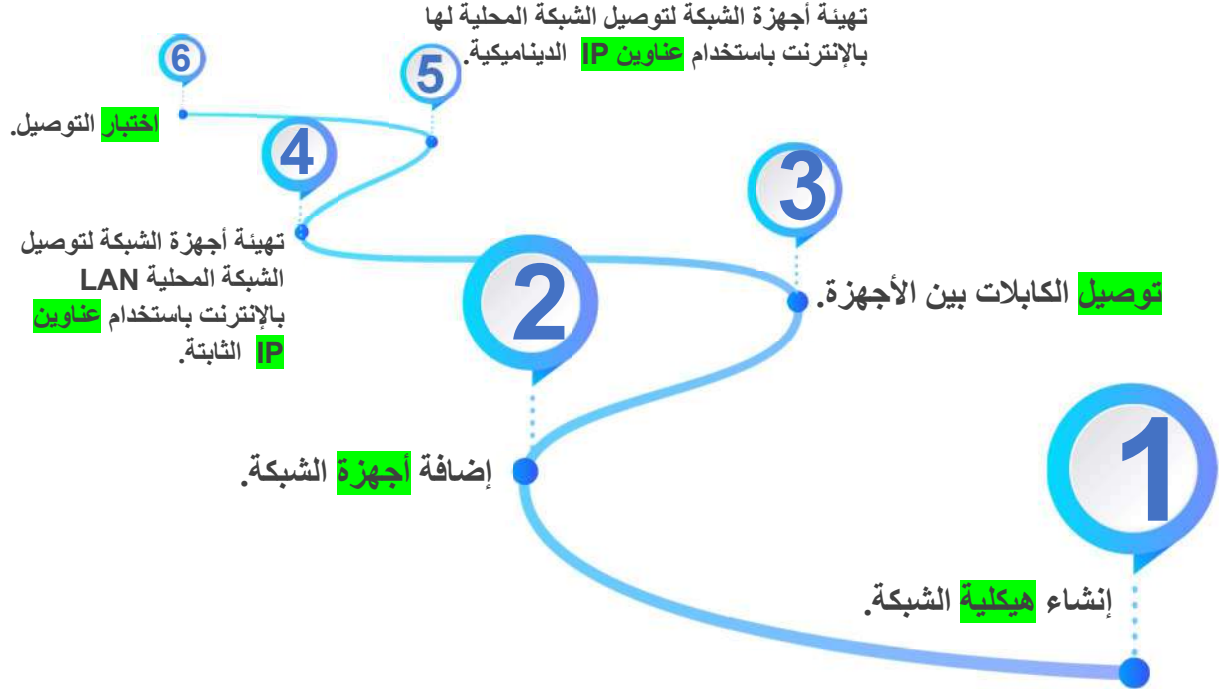 تهيئة أجهزة الشبكة لتوصيل الشبكة المحلية لها
بالإنترنت باستخدام عناوين IP الديناميكية.
6
5
اختبار التوصيل.
4
3
تهيئة أجهزة الشبكة لتوصيل
الشبكة المحلية LAN
بالإنترنت باستخدام عناوين
IP الثابتة.
2
توصيل الكابلات بين الأجهزة.
1
إضافة أجهزة الشبكة.
إنشاء هيكلية الشبكة.